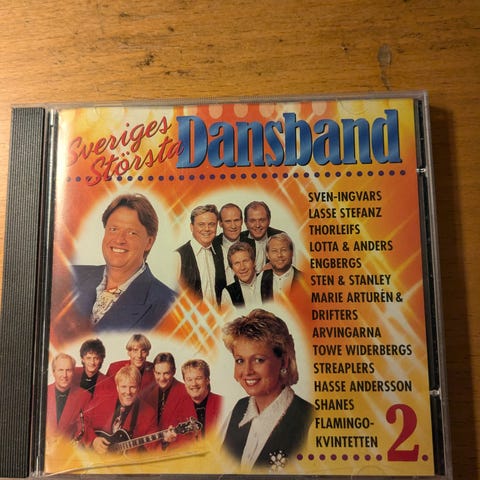 Sveriges
Största
Dansband
SVEN-INGVARS
LASSE STEFANZ
THORLEIFS
LOTTA & ANDERS
ENGBERGS
STEN & STANLEY
MARIE ARTURÉN &
DRIFTERS
ARVINGARNA
TOWE WIDERBERGS
STREAPLERS
HASSE ANDERSSON
SHANES
FLAMINGO-
KVINTETTEN
2.